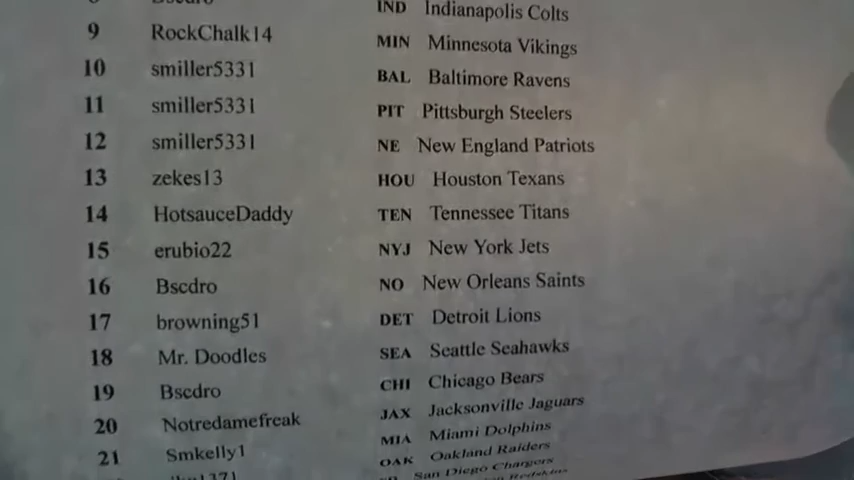 IND Indianapolis Colts
9 RockChalk14 MIN Minnesota Vikings
10 smiller5331 BAL Baltimore Ravens
11 smiller5331 PIT Pittsburgh Steelers
12 smiller5331 NE New England Patriots
13 zekes13 HOU Houston Texans
14 HotsauceDaddy TEN Tennessee Titans
15 erubio22 NYJ New York Jets
16 Bscdro NO New Orleans Saints
17 browning51 DET Detroit Lions
18 Mr. Doodles SEA Seattle Seahawks
19 Bscdro CHI Chicago Bears
20 Notredamefreak JAX Jacksonville Jaguars
21 Smkelly1 MIA Miami Dolphins
OAK Oakland Raiders
San Diego Chargers